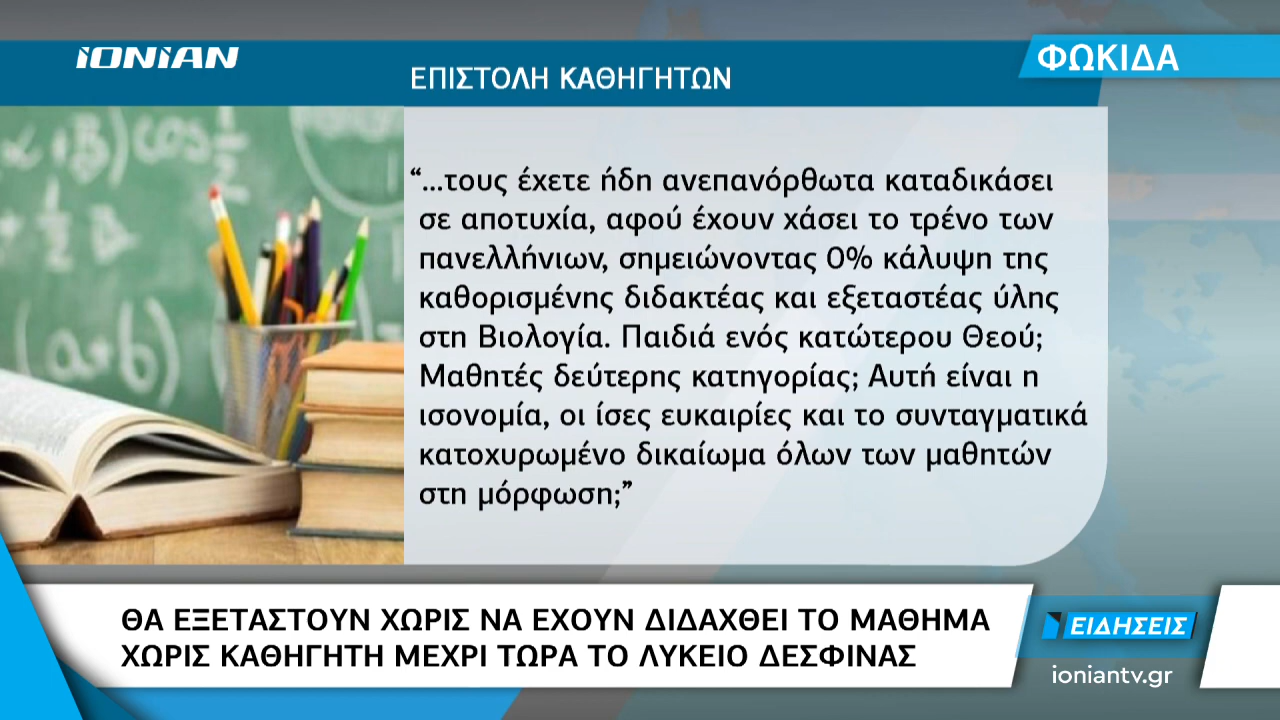 IONIAN
ΦΩΚΙΔΑ
ΕΠΙΣΤΟΛΗ ΚΑΘΗΓΗΤΩΝ
“...τους έχετε ήδη ανεπανόρθωτα καταδικάσει
σε αποτυχία, αφού έχουν χάσει το τρένο των
πανελλήνιων, σημειώνοντας 0% κάλυψη της
καθορισμένης διδακτέας και εξεταστέας ύλης
στη Βιολογία. Παιδιά ενός κατώτερου Θεού;
Μαθητές δεύτερης κατηγορίας; Αυτή είναι η
ισονομία, οι ίσες ευκαιρίες και το συνταγματικά
κατοχυρωμένο δικαίωμα όλων των μαθητών
στη μόρφωση;”
ΘΑ ΕΞΕΤΑΣΤΟΥΝ ΧΩΡΙΣ ΝΑ ΕΧΟΥΝ ΔΙΔΑΧΘΕΙ ΤΟ ΜΑΘΗΜΑ
ΧΩΡΙΣ ΚΑΘΗΓΗΤΗ ΜΕΧΡΙ ΤΩΡΑ ΤΟ ΛΥΚΕΙΟ ΔΕΣΦΙΝΑΣ
ΕΙΔΗΣΕΙΣ
ioniantv.gr
(a+b)